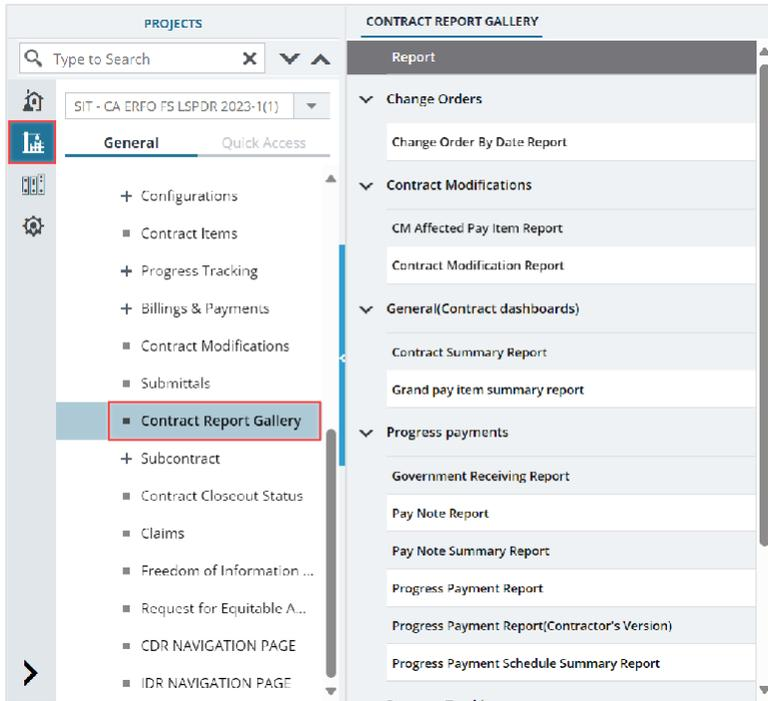 PROJECTS
Type to Search
SIT - CA ERFO FS LSPDR 2023-1(1)
General
Quick Access
Configurations
Contract Items
Progress Tracking
Billings & Payments
Contract Modifications
Submittals
Contract Report Gallery
Subcontract
Contract Closeout Status
Claims
Freedom of Information ...
Request for Equitable A...
CDR NAVIGATION PAGE
IDR NAVIGATION PAGE
CONTRACT REPORT GALLERY
Report
Change Orders
Change Order By Date Report
Contract Modifications
CM Affected Pay Item Report
Contract Modification Report
General(Contract dashboards)
Contract Summary Report
Grand pay item summary report
Progress payments
Government Receiving Report
Pay Note Report
Pay Note Summary Report
Progress Payment Report
Progress Payment Report(Contractor's Version)
Progress Payment Schedule Summary Report